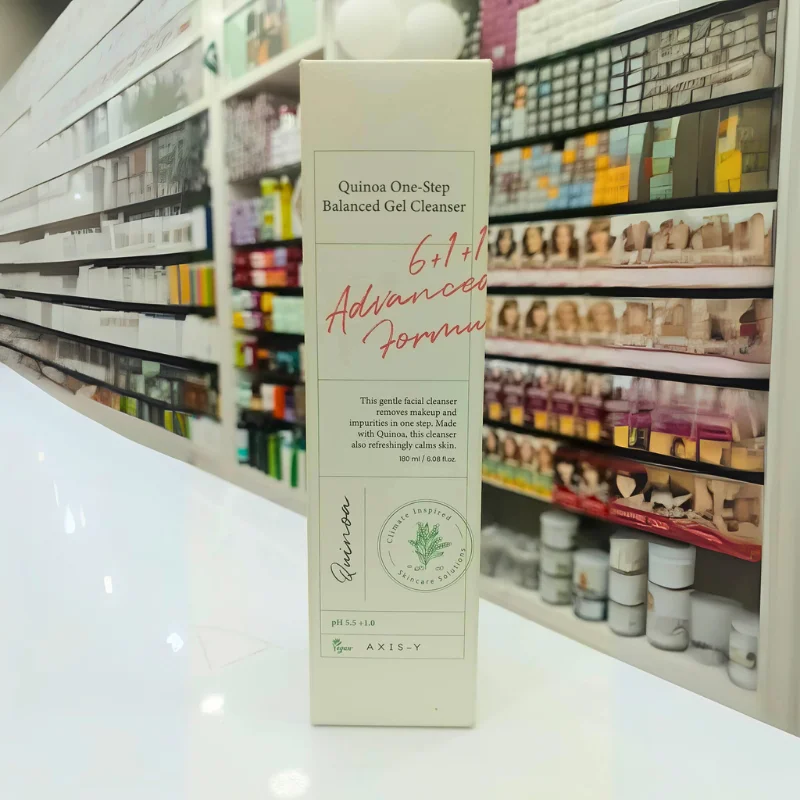 Quinoa One-Step
Balanced Gel Cleanser
6+1+1
Advanced
Formu
This gentle facial cleanser
removes makeup and
impurities in one step. Made
with Quinoa, this cleanser
also refreshingly calms skin.
180 ml / 6.08 fl.oz.
Quinoa
Climate Inspired
Skincare Solutions
pH 5.5 ±1.0
Vegan
AXIS-Y